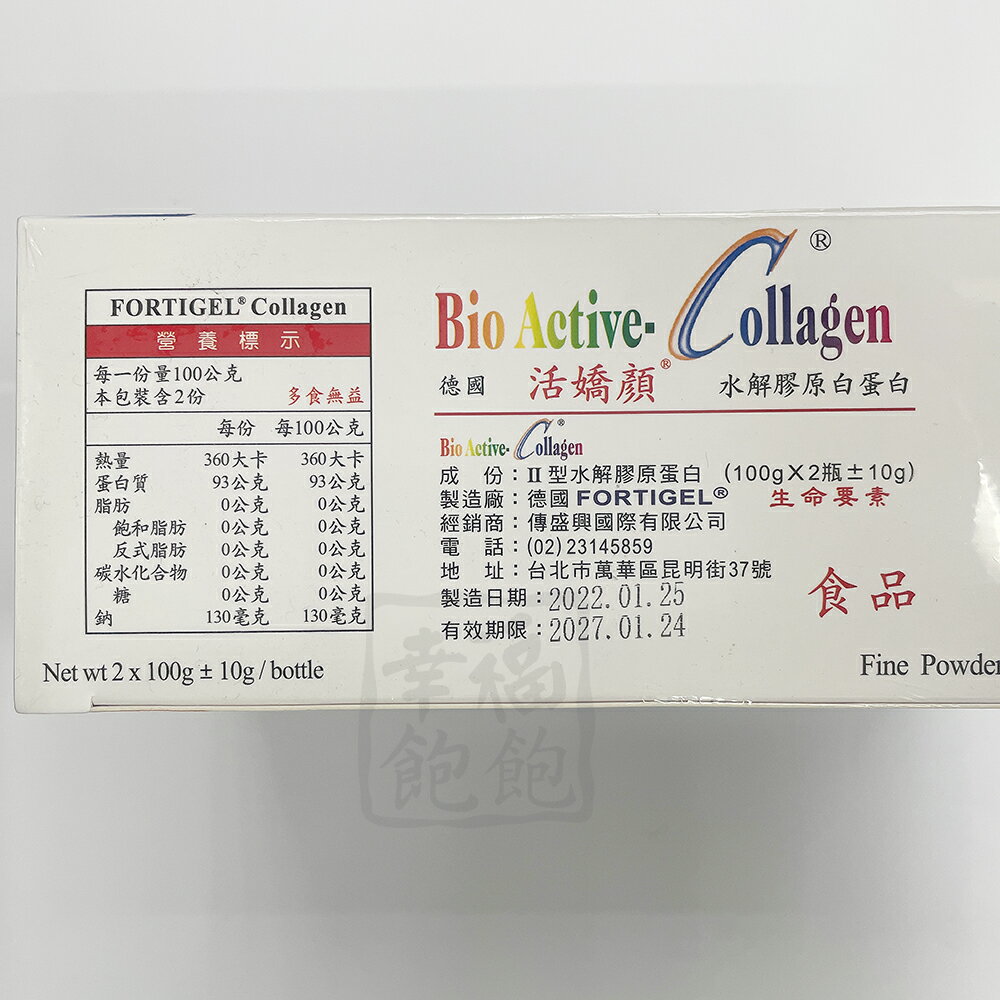 FORTIGEL® Collagen
營養標示
每一份量100公克
本包裝含2份 多食無益
每份 每100公克
熱量 360大卡 360大卡
蛋白質 93公克 93公克
脂肪 0公克 0公克
飽和脂肪 0公克 0公克
反式脂肪 0公克 0公克
碳水化合物 0公克 0公克
糖 0公克 0公克
鈉 130毫克 130毫克
Net wt 2 x 100g ± 10g / bottle
Bio Active-Collagen®
德國 活嬌顏® 水解膠原白蛋白
Bio Active-Collagen®
成份：II型水解膠原蛋白 (100gX2瓶±10g)
製造廠：德國 FORTIGEL® 生命要素
經銷商：傳盛興國際有限公司
電話：(02) 23145859
地址：台北市萬華區昆明街37號
製造日期：2022.01.25
有效期限：2027.01.24
食品
Fine Powder
幸福
飽飽